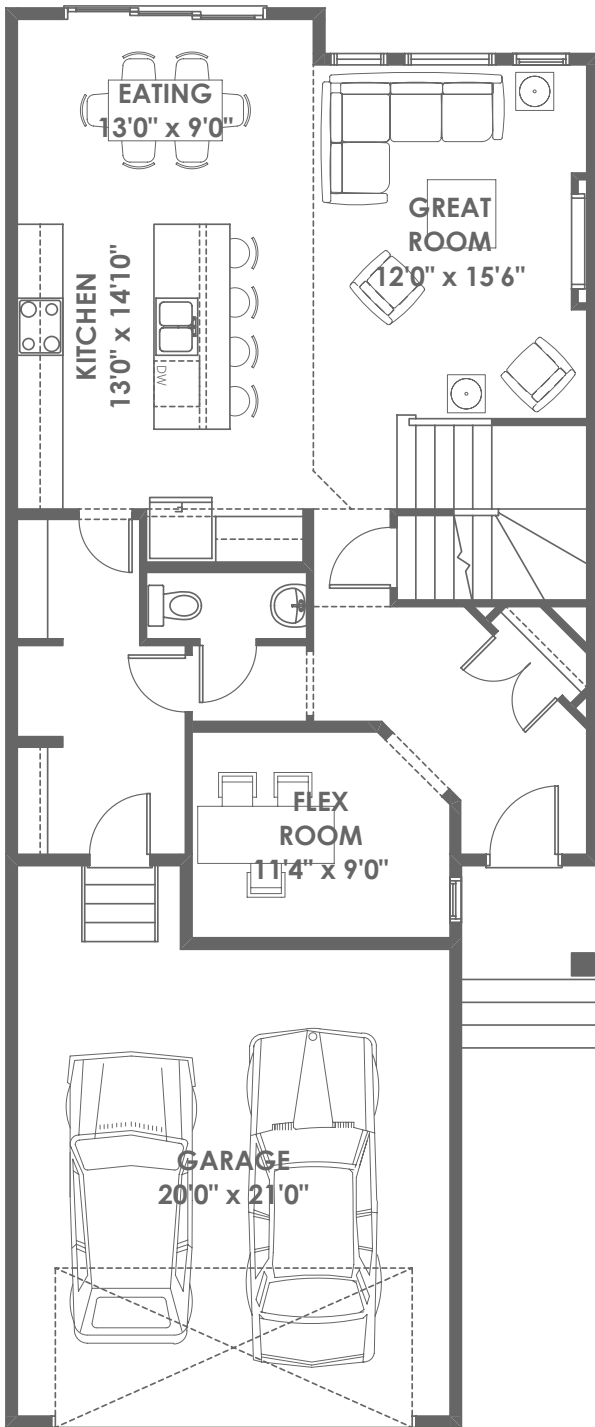 EATING
13'0" x 9'0"
GREAT
ROOM
12'0" x 15'6"
KITCHEN
13'0" x 14'10"
DW
FLEX
ROOM
11'4" x 9'0"
GARAGE
20'0" x 21'0"